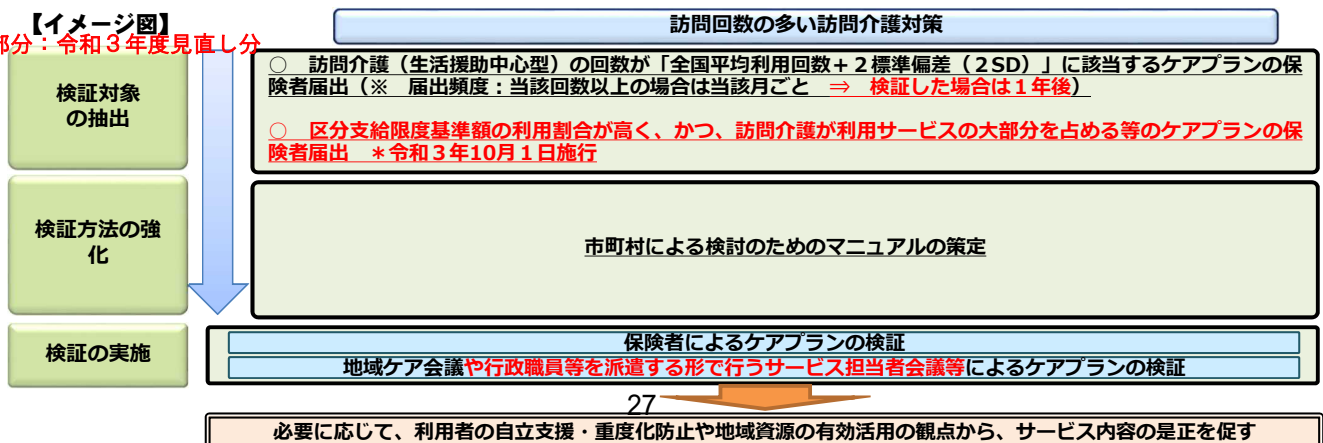 【イメージ図】
部分：令和３年度見直し分
訪問回数の多い訪問介護対策
検証対象
の抽出
○　訪問介護（生活援助中心型）の回数が「全国平均利用回数＋２標準偏差（２SD）」に該当するケアプランの保
険者届出（※　届出頻度：当該回数以上の場合は当該月ごと　⇒　検証した場合は１年後）
○　区分支給限度基準額の利用割合が高く、かつ、訪問介護が利用サービスの大部分を占める等のケアプランの保
険者届出　＊令和３年10月１日施行
検証方法の強
化
市町村による検討のためのマニュアルの策定
検証の実施
保険者によるケアプランの検証
地域ケア会議や行政職員等を派遣する形で行うサービス担当者会議等によるケアプランの検証
27
必要に応じて、利用者の自立支援・重度化防止や地域資源の有効活用の観点から、サービス内容の是正を促す